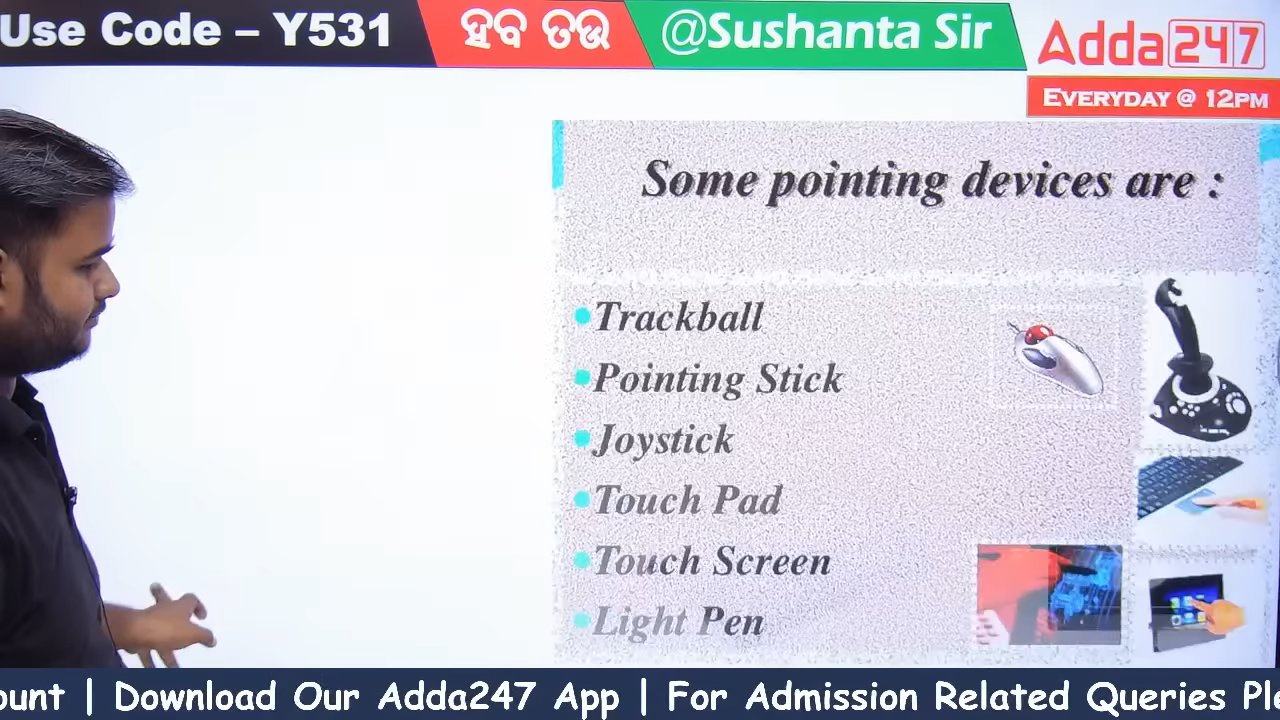 Use Code – Y531
ହବ ତଉ
@Sushanta Sir
Adda247
EVERYDAY @ 12PM
Some pointing devices are :
Trackball
Pointing Stick
Joystick
Touch Pad
Touch Screen
Light Pen
ount | Download Our Adda247 App | For Admission Related Queries Ple